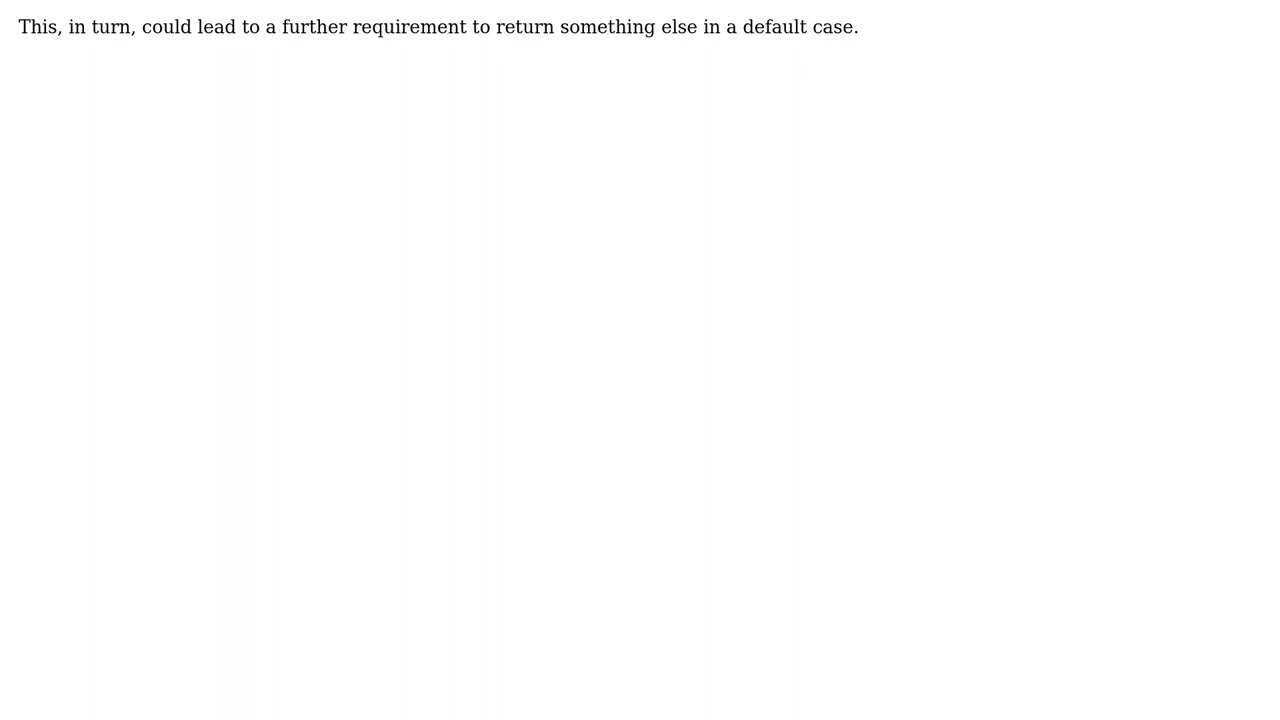 This, in turn, could lead to a further requirement to return something else in a default case.